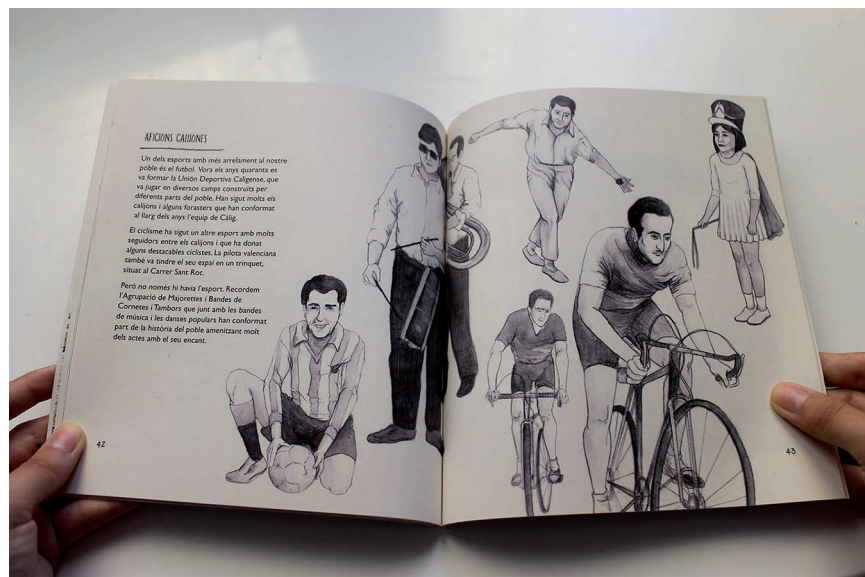 AFICIONS CALIJONES
Un dels esports amb més arrelament al nostre
poble és el futbol. Vora els anys quaranta es
va formar la Unión Deportiva Caligense, que
va jugar en diversos camps construits per
diferents parts del poble. Han sigut molts els
calijons i alguns forasters que han conformat
al llarg dels anys l'equip de Càlig.
El ciclisme ha sigut un altre esport amb molts
seguidors entre els calijons i que ha donat
alguns destacables ciclistes. La pilota valenciana
també va tindre el seu espai en un trinquet,
situat al Carrer Sant Roc.
Però no només hi havia l'esport. Recordem
l'Agrupació de Majorettes i Bandes de
Cornetes i Tambors que junt amb les bandes
de música i les danses populars han conformat
part de la història del poble amenitzant molt
dels actes amb el seu encant.
42
43